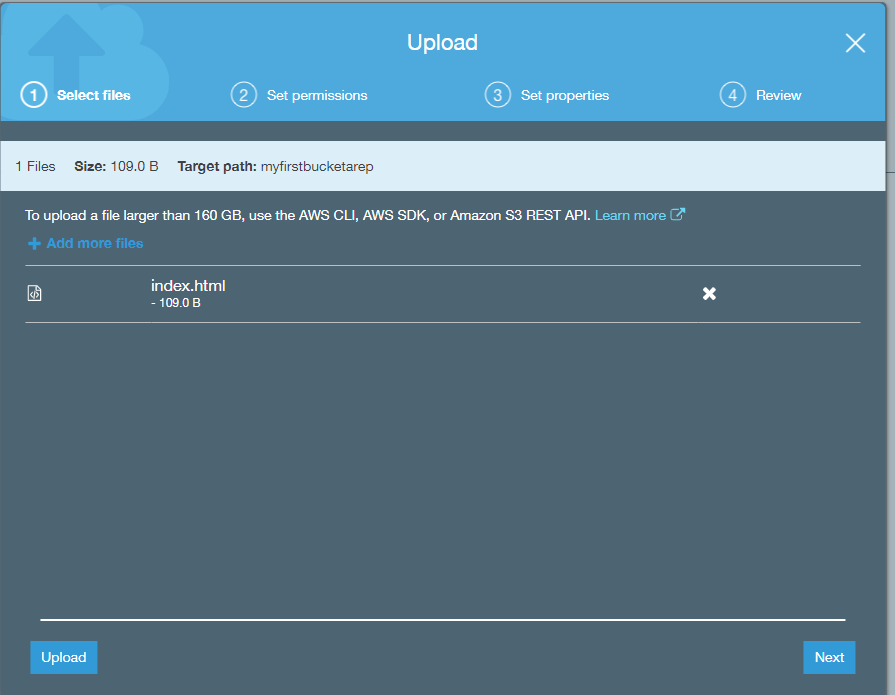 Upload
1 Select files 2 Set permissions 3 Set properties 4 Review
1 Files Size: 109.0 B Target path: myfirstbucketarep
To upload a file larger than 160 GB, use the AWS CLI, AWS SDK, or Amazon S3 REST API. Learn more
+ Add more files
index.html
- 109.0 B
Upload Next